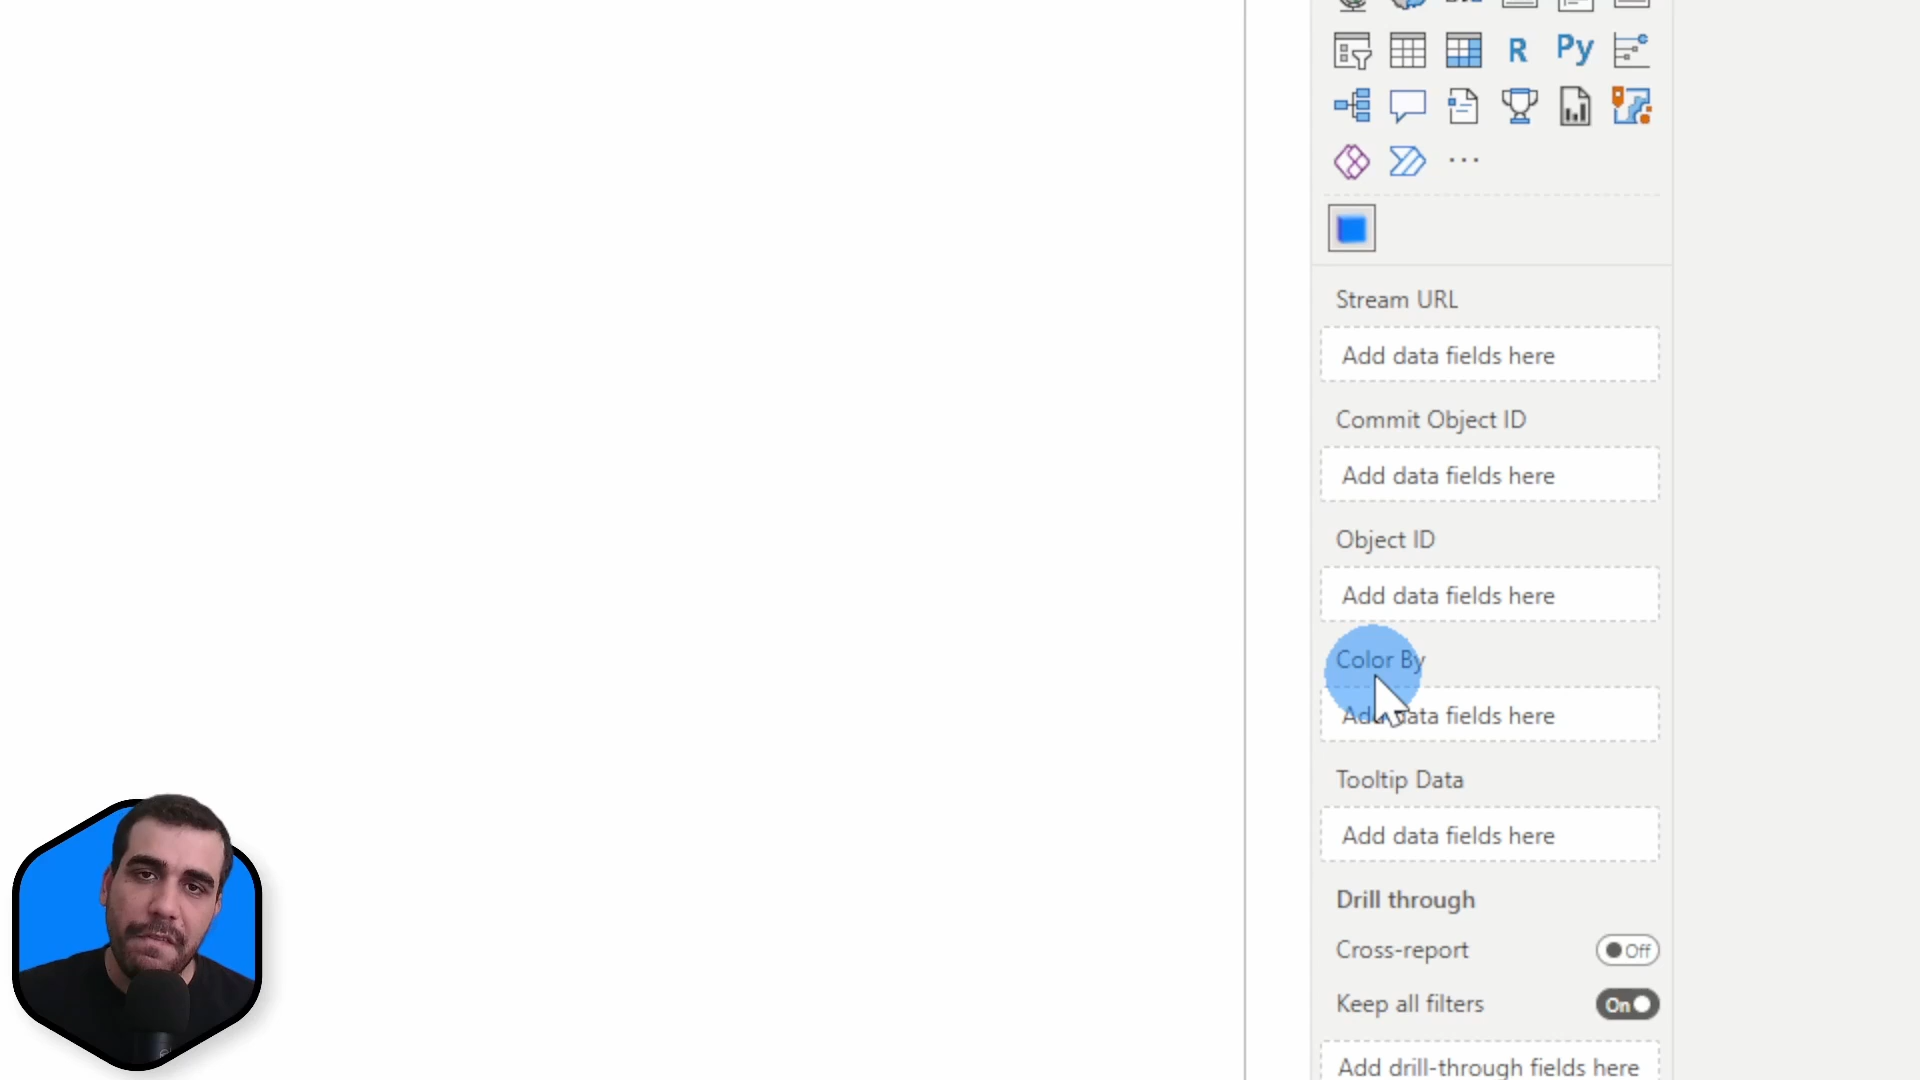 R
Py
Stream URL
Add data fields here
Commit Object ID
Add data fields here
Object ID
Add data fields here
Color By
Add data fields here
Tooltip Data
Add data fields here
Drill through
Cross-report
Off
Keep all filters
On
Add drill-through fields here